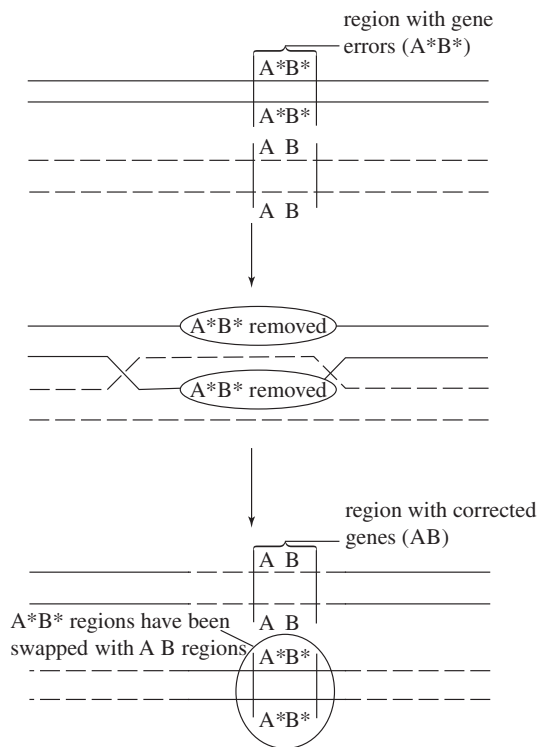 region with gene
errors (A*B*)
A*B*
A*B*
A B
A B
A*B* removed
A*B* removed
region with corrected
genes (AB)
A B
A B
A*B* regions have been
swapped with A B regions
A*B*
A*B*